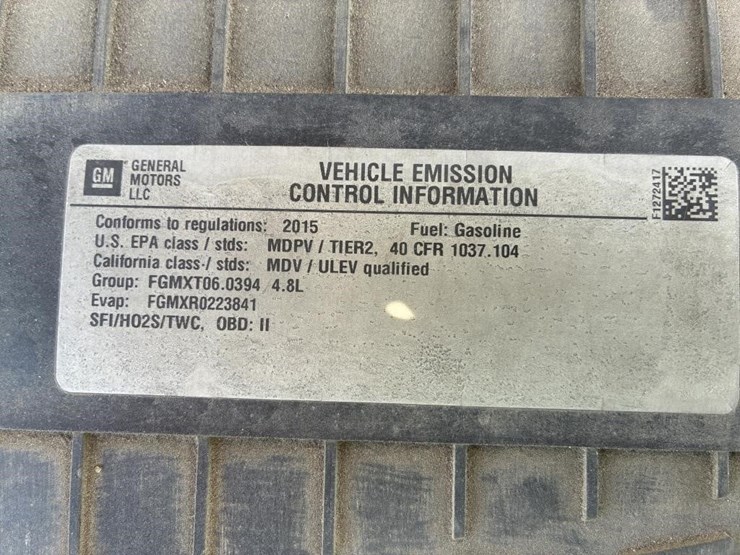 GM GENERAL
MOTORS
LLC
VEHICLE EMISSION
CONTROL INFORMATION
F1272417
Conforms to regulations: 2015 Fuel: Gasoline
U.S. EPA class / stds: MDPV / TIER2, 40 CFR 1037.104
California class / stds: MDV / ULEV qualified
Group: FGMXT06.0394 4.8L
Evap: FGMXR0223841
SFI/HO2S/TWC, OBD: II